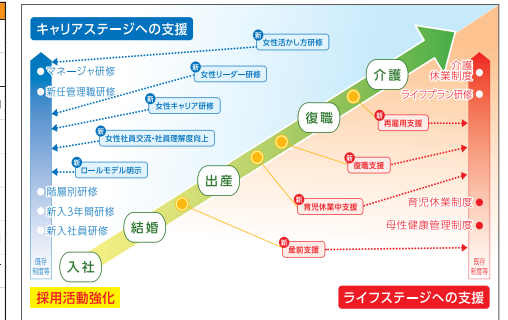 キャリアステージへの支援
新 女性活かし方研修
マネージャ研修
新 女性リーダー研修
新任管理職研修
新 女性キャリア研修
新 女性社員交流・社員理解度向上
新 ロールモデル明示
階層別研修
新入3年間研修
新入社員研修
既存
制度等
入社
結婚
出産
復職
介護
介護
休業制度
ライフプラン研修
新 再雇用支援
新 復職支援
新 育児休業中支援
育児休業制度
母性健康管理制度
新 産前支援
既存
制度等
採用活動強化
ライフステージへの支援